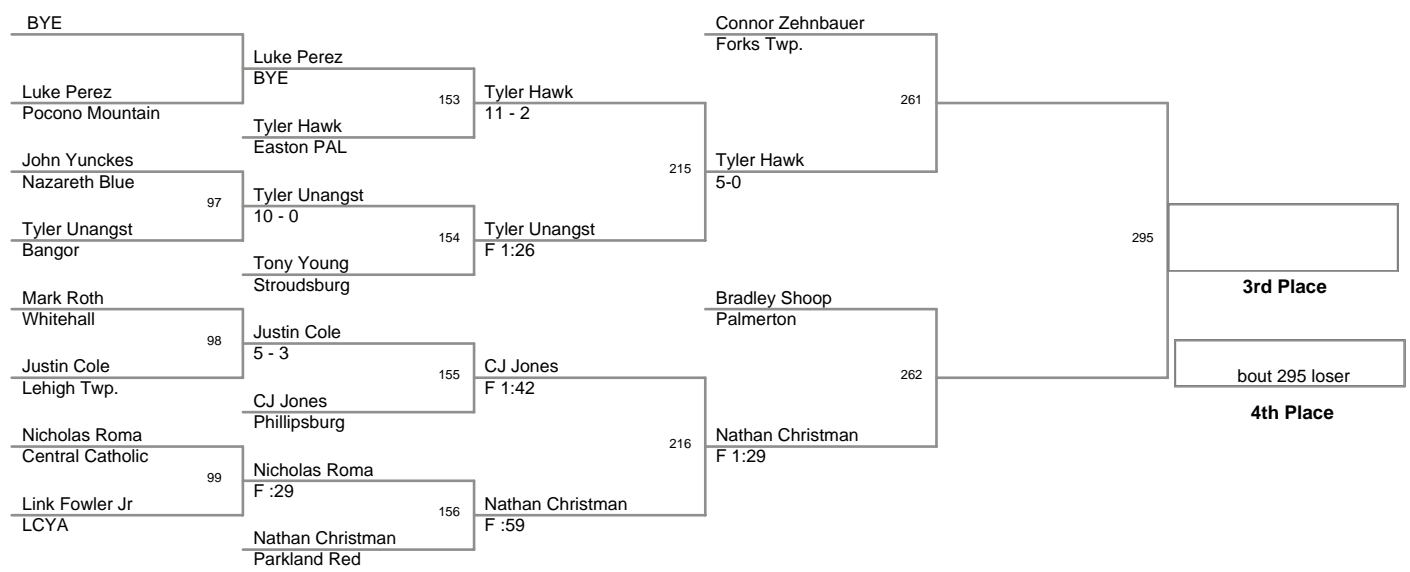 BYE
Luke Perez
Pocono Mountain
John Yunckes
Nazareth Blue
97
Tyler Unangst
Bangor
Mark Roth
Whitehall
98
Justin Cole
Lehigh Twp.
Nicholas Roma
Central Catholic
99
Link Fowler Jr
LCYA
Luke Perez
BYE
153
Tyler Hawk
Easton PAL
Tyler Unangst
10 - 0
154
Tony Young
Stroudsburg
Justin Cole
5 - 3
155
CJ Jones
Phillipsburg
Nicholas Roma
F :29
156
Nathan Christman
Parkland Red
Tyler Hawk
11 - 2
215
Tyler Unangst
F 1:26
CJ Jones
F 1:42
216
Nathan Christman
F :59
Connor Zehnbauer
Forks Twp.
261
Tyler Hawk
5-0
Bradley Shoop
Palmerton
262
Nathan Christman
F 1:29
295
3rd Place
bout 295 loser
4th Place